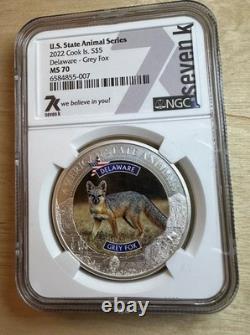 U.S. State Animal Series
2022 Cook Is. S$5
Delaware - Grey Fox
MS 70
6584855-007
7K we believe in you!
seven k
seven k
NGC
DELAWARE
GREY FOX